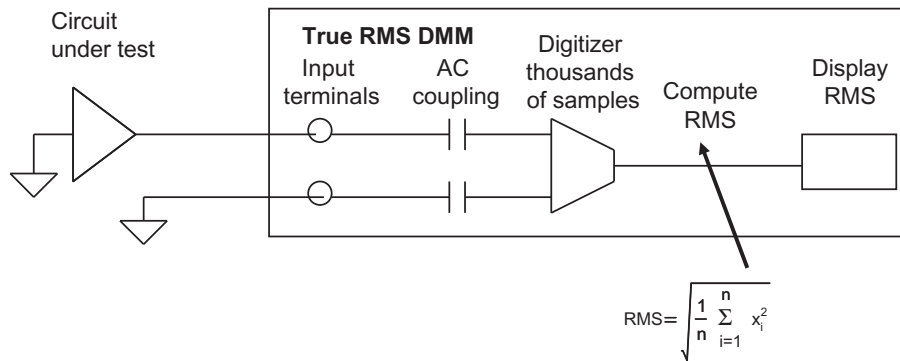 Circuit
under test
True RMS DMM
Input
terminals
AC
coupling
Digitizer
thousands
of samples
Compute
RMS
Display
RMS
RMS= √ 1/n n Σ i=1 x_i^2